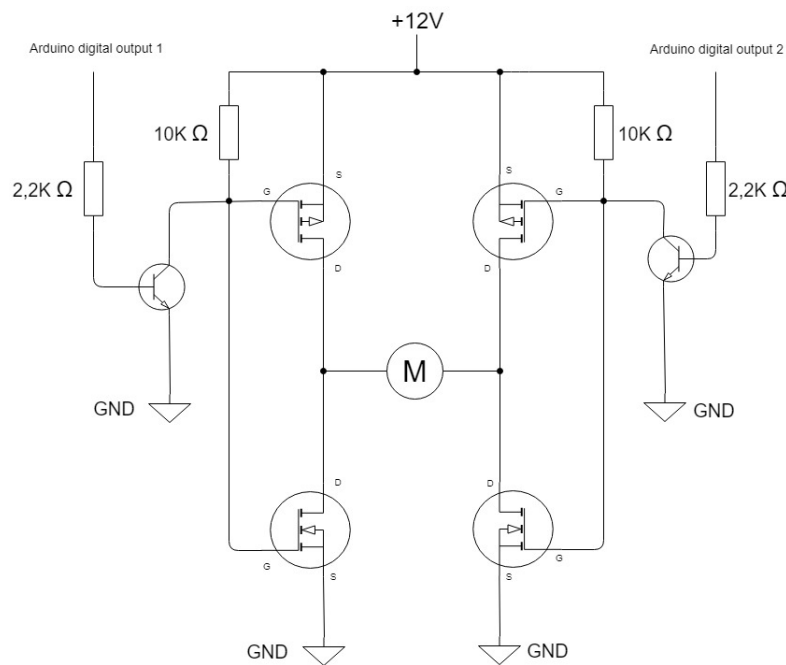 +12V
Arduino digital output 1
Arduino digital output 2
10K Ω
10K Ω
2,2K Ω
2,2K Ω
S
S
G
G
D
D
M
GND
GND
D
D
G
G
S
S
GND
GND